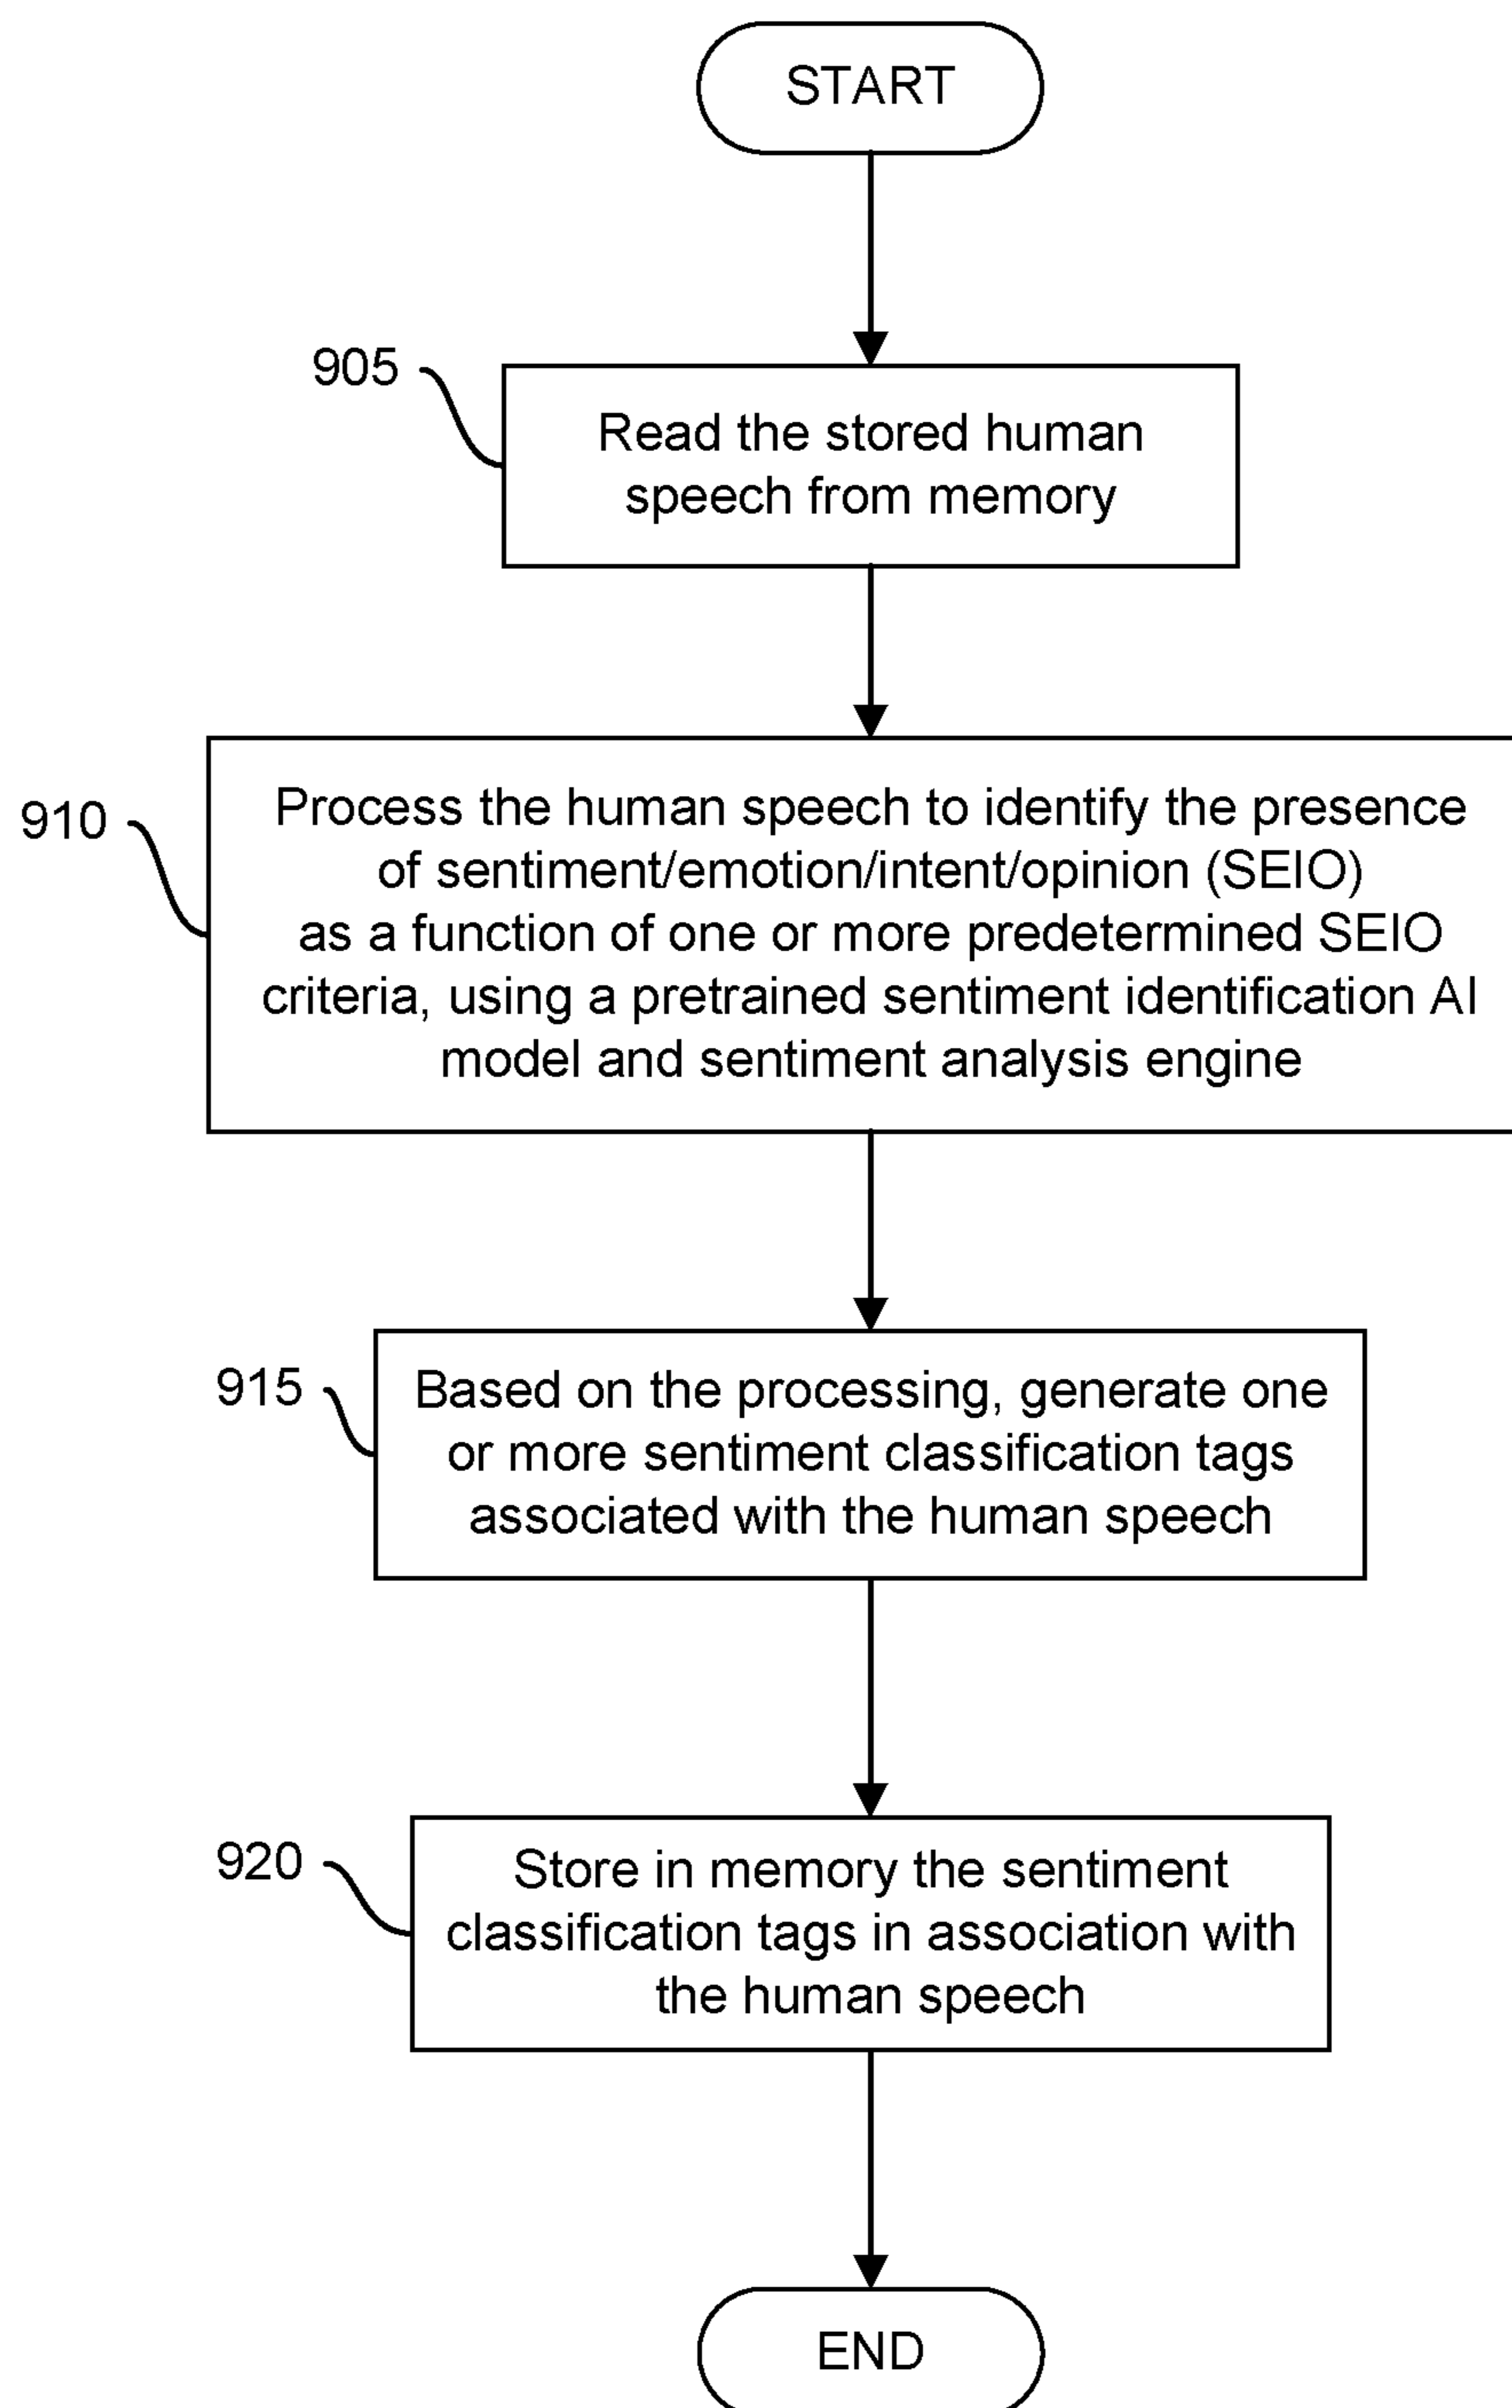 START
905
Read the stored human
speech from memory
910
Process the human speech to identify the presence
of sentiment/emotion/intent/opinion (SEIO)
as a function of one or more predetermined SEIO
criteria, using a pretrained sentiment identification AI
model and sentiment analysis engine
915
Based on the processing, generate one
or more sentiment classification tags
associated with the human speech
920
Store in memory the sentiment
classification tags in association with
the human speech
END